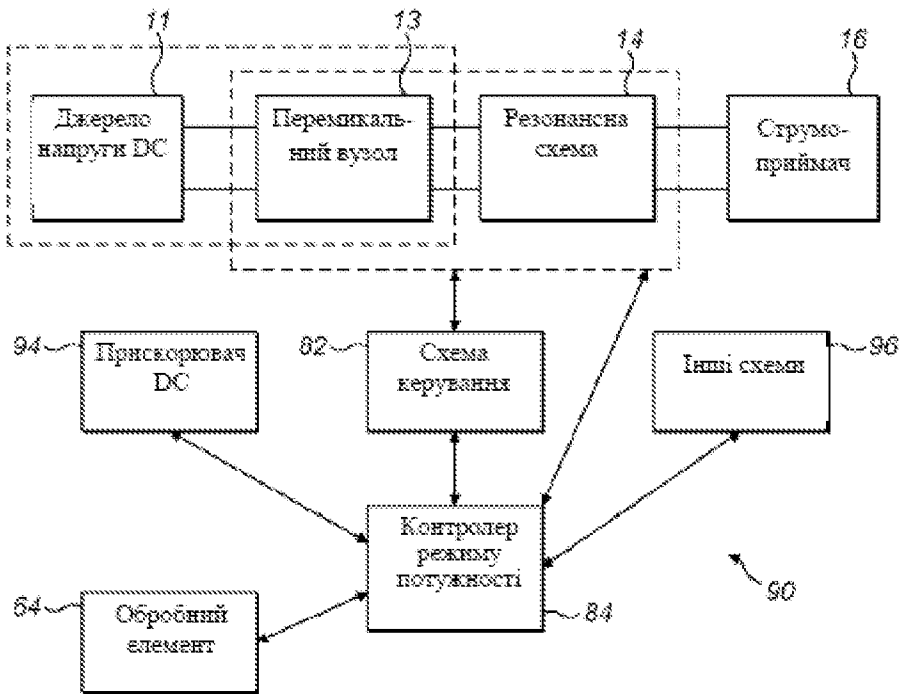 11
13
14
16
Джерело
напруги DC
Перемикаль-
ний вузол
Резонансна
схема
Струмо-
приймач
94
Прискорювач
DC
82
Схема
керування
96
Інші схеми
Контролер
режиму
потужності
84
64
Обробний
елемент
90